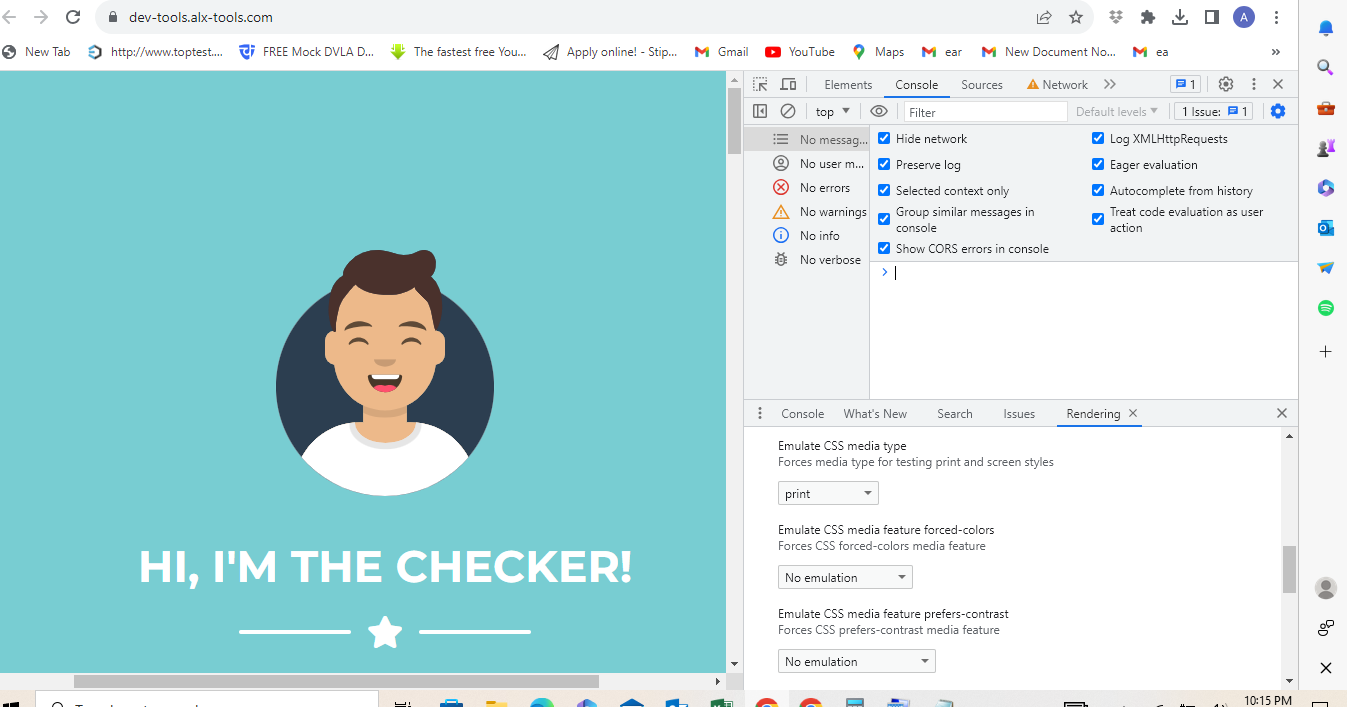 dev-tools.alx-tools.com
A
New Tab http://www.toptest.... FREE Mock DVLA D... The fastest free You... Apply online! - Stip... Gmail YouTube Maps ear New Document No... ea »
Elements Console Sources Network 1
top Filter Default levels 1 Issue: 1
No messag...
No user m...
No errors
No warnings
No info
No verbose
Hide network
Log XMLHttpRequests
Preserve log
Eager evaluation
Selected context only
Autocomplete from history
Group similar messages in
console
Treat code evaluation as user
action
Show CORS errors in console
HI, I'M THE CHECKER!
Console What's New Search Issues Rendering
Emulate CSS media type
Forces media type for testing print and screen styles
print
Emulate CSS media feature forced-colors
Forces CSS forced-colors media feature
No emulation
Emulate CSS media feature prefers-contrast
Forces CSS prefers-contrast media feature
No emulation
10:15 PM